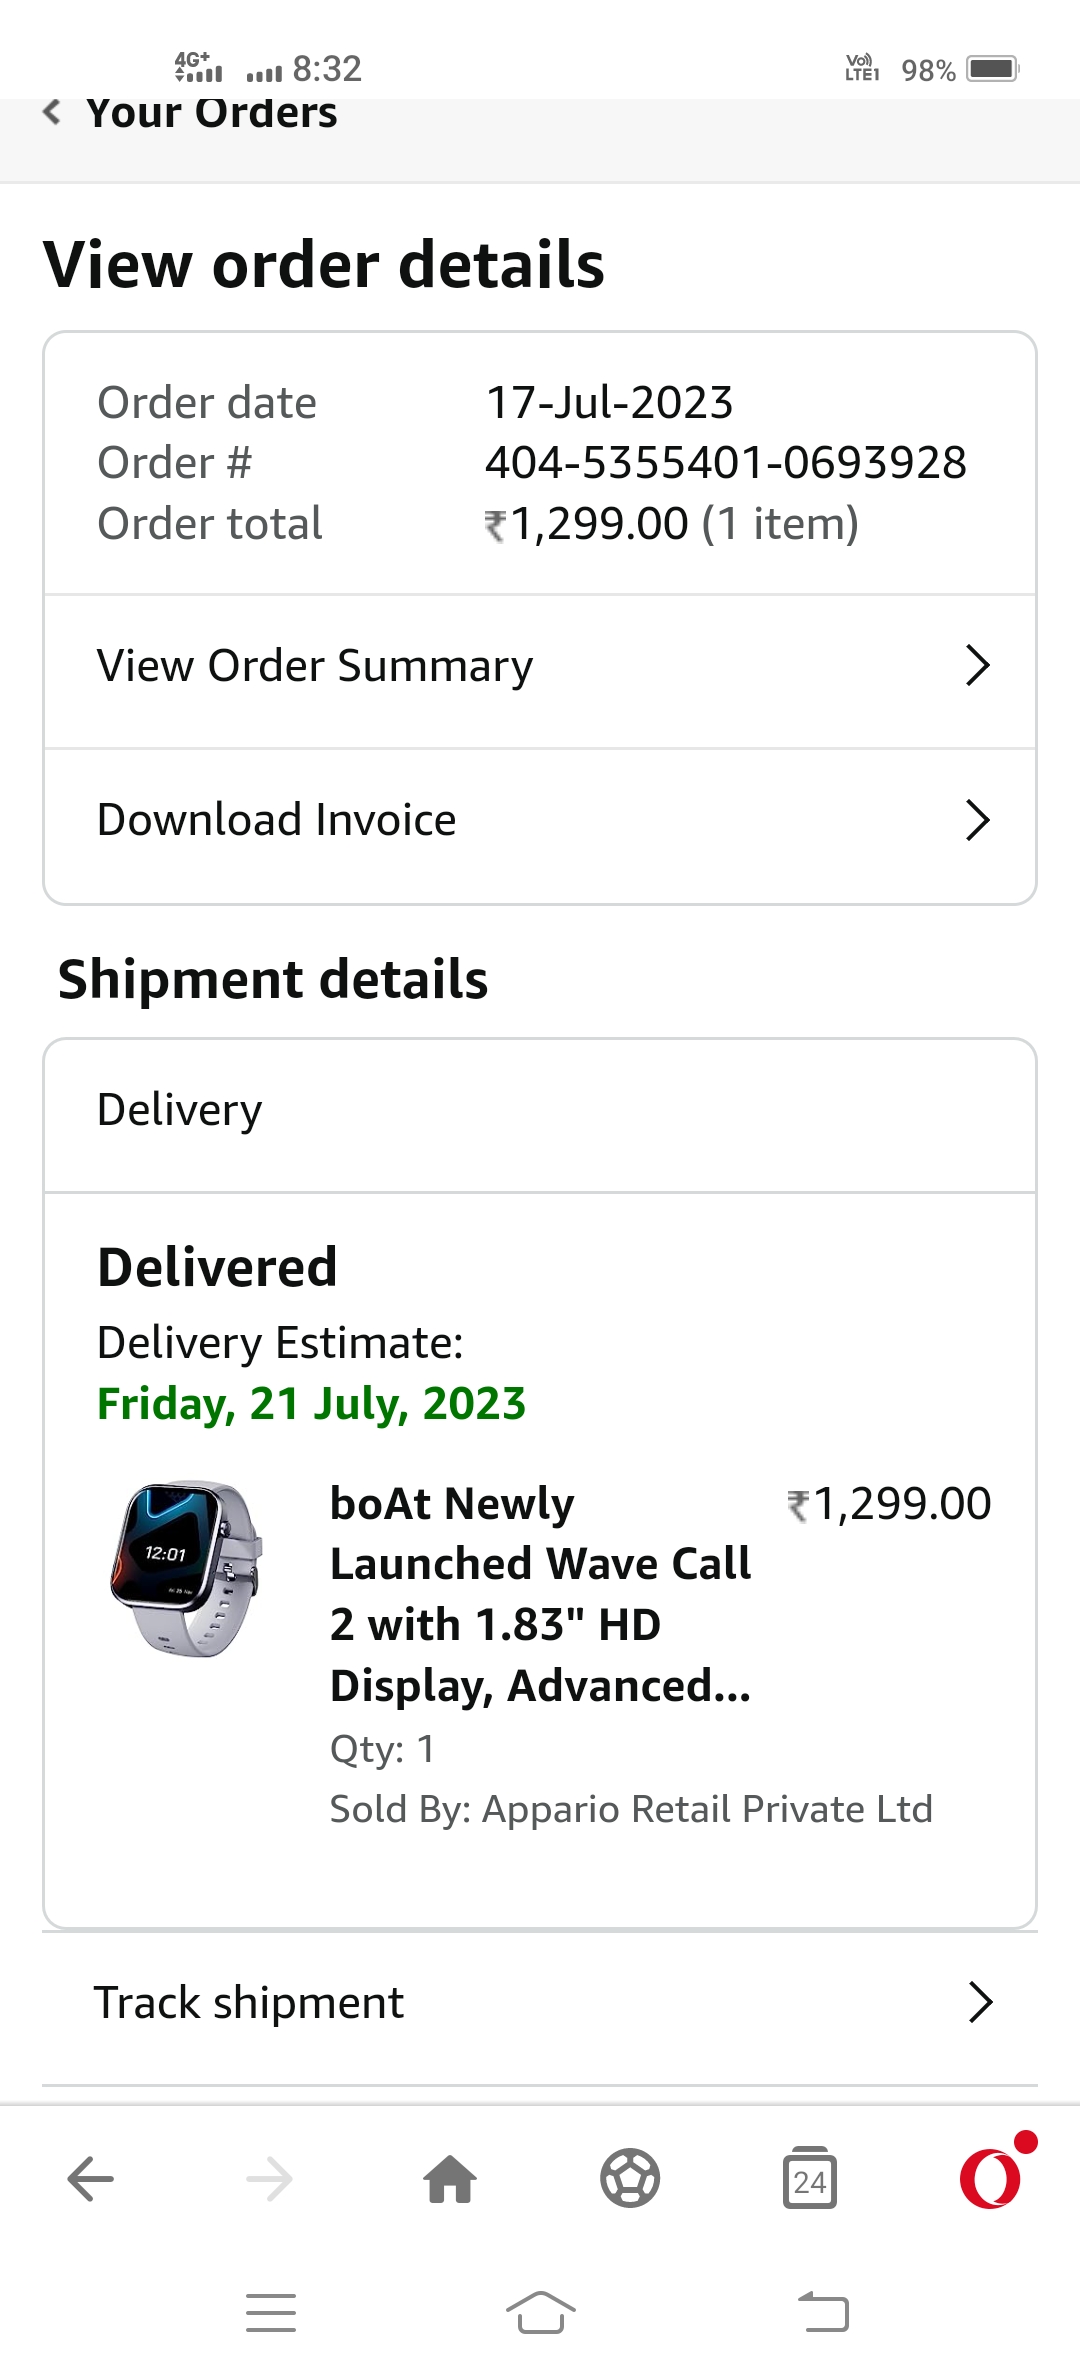 4G+ 8:32 Vo)) LTE1 98%
Your Orders
View order details
Order date 17-Jul-2023
Order # 404-5355401-0693928
Order total ₹1,299.00 (1 item)
View Order Summary
Download Invoice
Shipment details
Delivery
Delivered
Delivery Estimate:
Friday, 21 July, 2023
12:01
boAt Newly ₹1,299.00
Launched Wave Call
2 with 1.83" HD
Display, Advanced...
Qty: 1
Sold By: Appario Retail Private Ltd
Track shipment
24